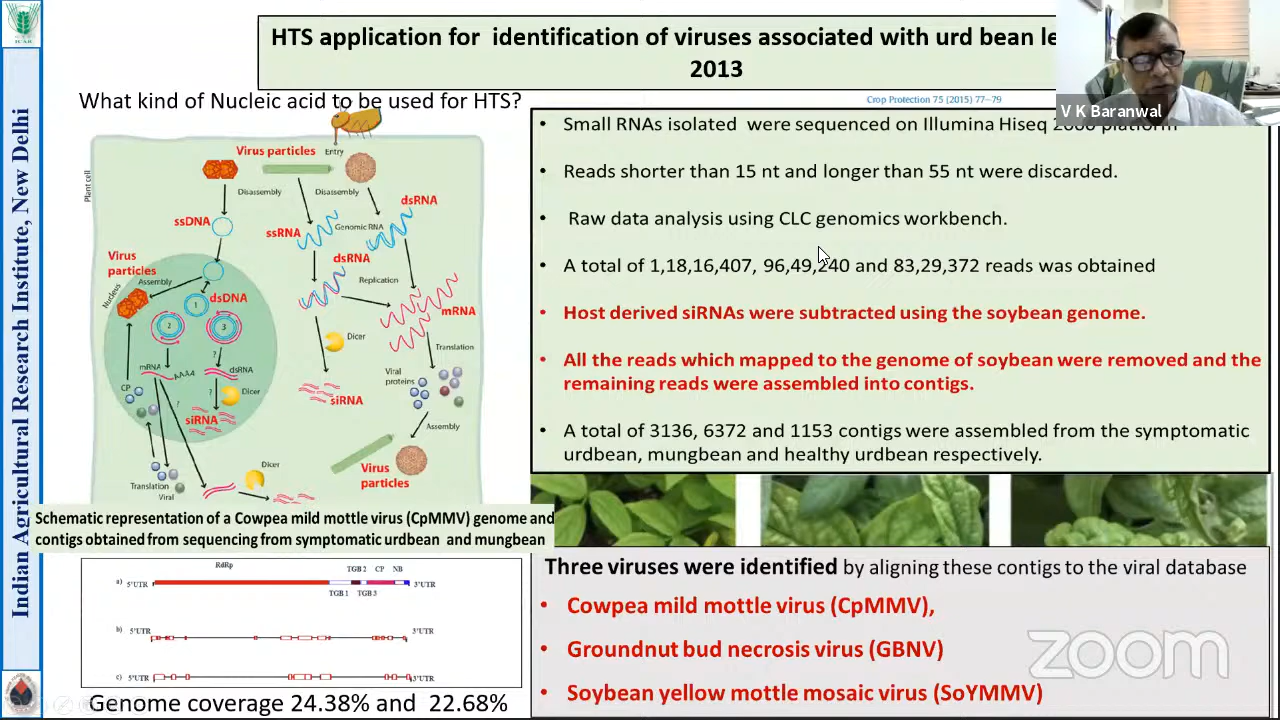 HTS application for identification of viruses associated with urd bean le
2013
What kind of Nucleic acid to be used for HTS?
Crop Protection 75 (2015) 77–79
V K Baranwal
Indian Agricultural Research Institute, New Delhi
ICAR
Virus particles
Entry
Plant cell
Disassembly
Disassembly
dsRNA
ssDNA
ssRNA
Genomic RNA
Virus
particles
dsRNA
Assembly
Nucleus
Replication
dsDNA
1
2
3
mRNA
Dicer
Translation
?
mRNA
AAAA
dsRNA
Viral
proteins
CP
?
?
Dicer
siRNA
siRNA
Assembly
Dicer
Virus
particles
Translation
Viral
• Small RNAs isolated were sequenced on Illumina Hiseq 2000 platform
• Reads shorter than 15 nt and longer than 55 nt were discarded.
• Raw data analysis using CLC genomics workbench.
• A total of 1,18,16,407, 96,49,240 and 83,29,372 reads was obtained
• Host derived siRNAs were subtracted using the soybean genome.
• All the reads which mapped to the genome of soybean were removed and the
remaining reads were assembled into contigs.
• A total of 3136, 6372 and 1153 contigs were assembled from the symptomatic
urdbean, mungbean and healthy urdbean respectively.
Schematic representation of a Cowpea mild mottle virus (CpMMV) genome and
contigs obtained from sequencing from symptomatic urdbean and mungbean
RdRp
TGB 2 CP NB
a) 5'UTR 3'UTR
TGB 1 TGB 3
b) 5'UTR 3'UTR
c) 5'UTR 3'UTR
Genome coverage 24.38% and 22.68%
Three viruses were identified by aligning these contigs to the viral database
• Cowpea mild mottle virus (CpMMV),
• Groundnut bud necrosis virus (GBNV)
• Soybean yellow mottle mosaic virus (SoYMMV)
zoom